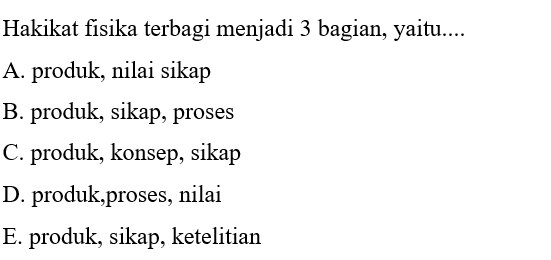 Hakikat fisika terbagi menjadi 3 bagian, yaitu....
A. produk, nilai sikap
B. produk, sikap, proses
C. produk, konsep, sikap
D. produk,proses, nilai
E. produk, sikap, ketelitian